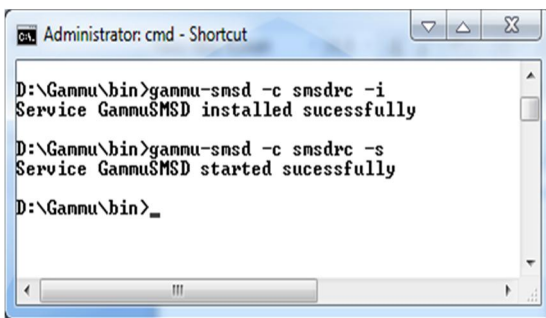 Administrator: cmd - Shortcut
D:\Gammu\bin>gammu-smsd -c smsdrc -i
Service GammuSMSD installed sucessfully
D:\Gammu\bin>gammu-smsd -c smsdrc -s
Service GammuSMSD started sucessfully
D:\Gammu\bin>_